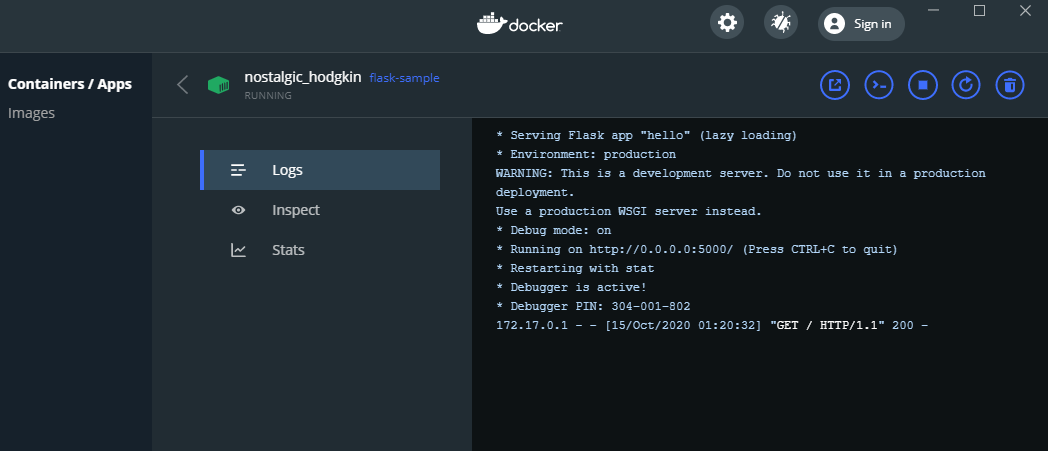 docker
Sign in
Containers / Apps
Images
nostalgic_hodgkin flask-sample
RUNNING
Logs
Inspect
Stats
* Serving Flask app "hello" (lazy loading)
* Environment: production
WARNING: This is a development server. Do not use it in a production
deployment.
Use a production WSGI server instead.
* Debug mode: on
* Running on http://0.0.0.0:5000/ (Press CTRL+C to quit)
* Restarting with stat
* Debugger is active!
* Debugger PIN: 304-001-802
172.17.0.1 - - [15/Oct/2020 01:20:32] "GET / HTTP/1.1" 200 -